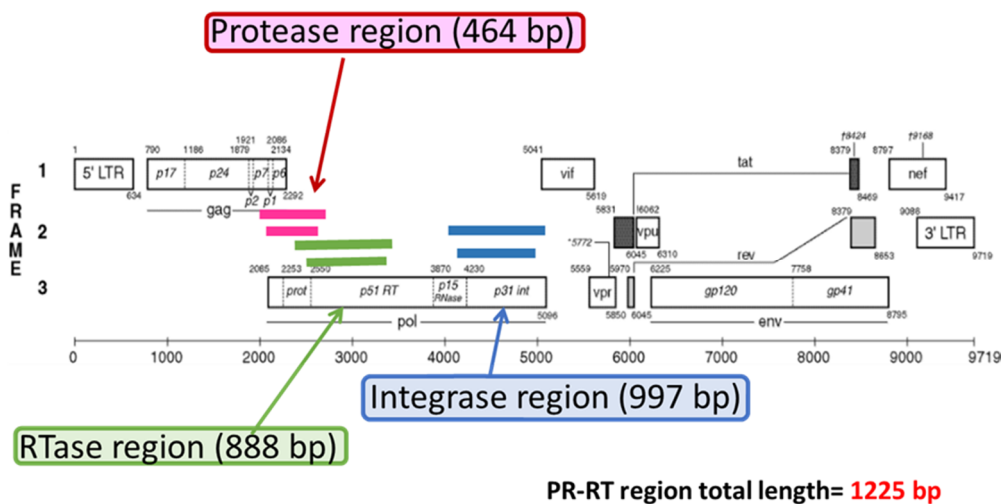 Protease region (464 bp)
1 790 1186 1921 2086 5041 8379 †8424 8797 †9168
1879 2134
1 5' LTR p17 p24 p7 p6 vif tat nef
634 p2 p1 2292 5619 8469 9417
gag
FRAME
2 5831 !6062 vpu 8379 9086 3' LTR
*5772 6045 6310 rev 8653 9719
2085 2253 2550 3870 4230 5559 5970 6225 7758
3 prot p51 RT p15 RNase p31 int vpr gp120 gp41
5096 5850 6045 8795
pol env
0 1000 2000 3000 4000 5000 6000 7000 8000 9000 9719
Integrase region (997 bp)
RTase region (888 bp)
PR-RT region total length= 1225 bp